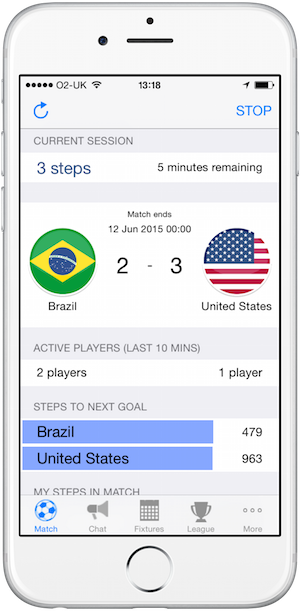 O2-UK 13:18
STOP
CURRENT SESSION
3 steps 5 minutes remaining
Match ends
12 Jun 2015 00:00
2 - 3
Brazil United States
ACTIVE PLAYERS (LAST 10 MINS)
2 players 1 player
STEPS TO NEXT GOAL
Brazil 479
United States 963
MY STEPS IN MATCH
Match Chat Fixtures League More